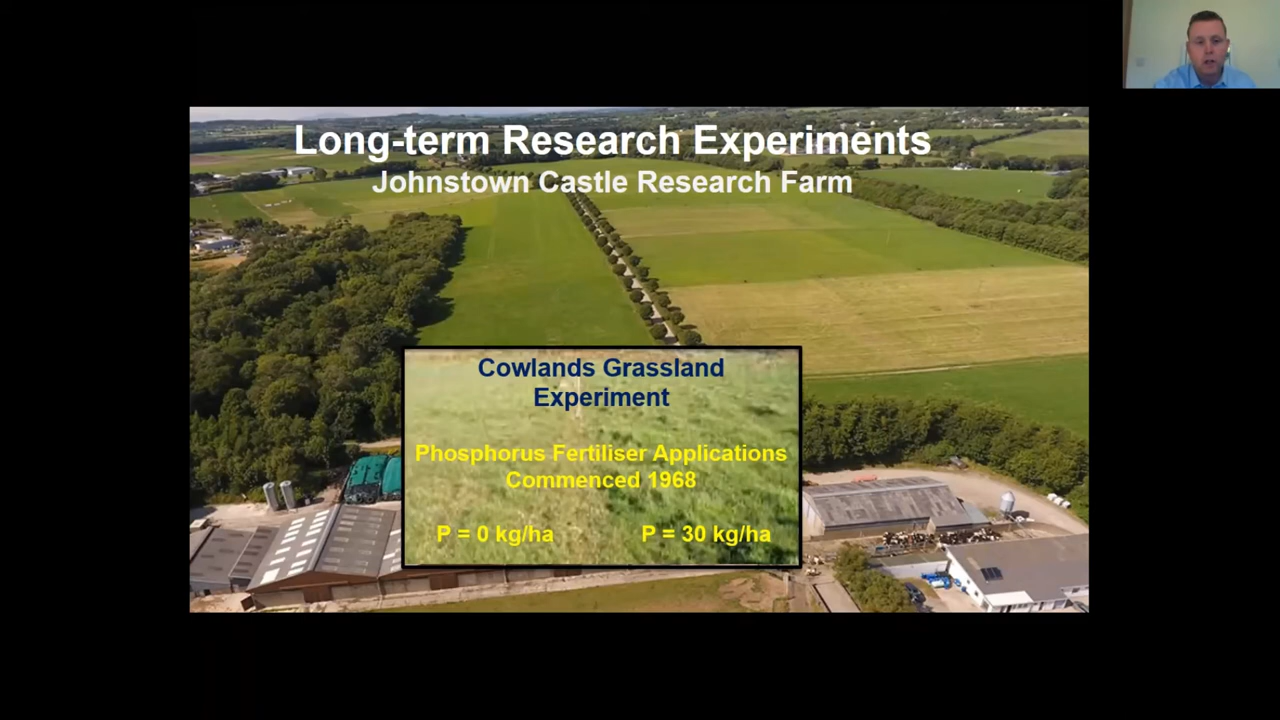 Long-term Research Experiments
Johnstown Castle Research Farm
Cowlands Grassland
Experiment
Phosphorus Fertiliser Applications
Commenced 1968
P = 0 kg/ha P = 30 kg/ha